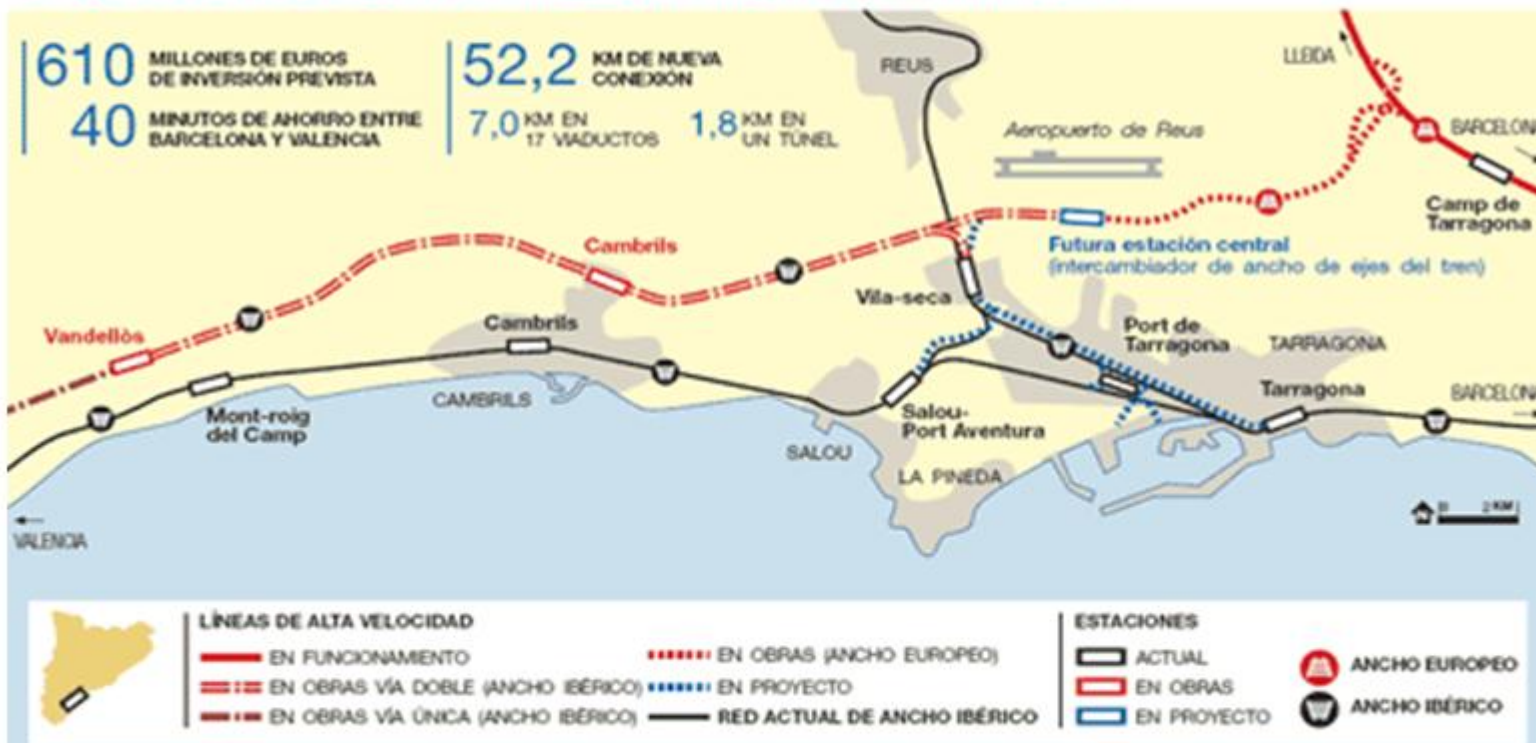 610 MILLONES DE EUROS
DE INVERSIÓN PREVISTA
40 MINUTOS DE AHORRO ENTRE
BARCELONA Y VALENCIA
52,2 KM DE NUEVA
CONEXIÓN
7,0 KM EN
17 VIADUCTOS
1,8 KM EN
UN TÚNEL
REUS
LLEIDA
Aeropuerto de Reus
BARCELONA
Camp de
Tarragona
Cambrils
Futura estación central
(intercambiador de ancho de ejes del tren)
Vila-seca
Vandellòs
Cambrils
Port de
Tarragona
TARRAGONA
Mont-roig
del Camp
CAMBRILS
Tarragona
BARCELONA
Salou-
Port Aventura
SALOU
LA PINEDA
VALENCIA
N
0 2 KM
LÍNEAS DE ALTA VELOCIDAD
EN FUNCIONAMIENTO
EN OBRAS VÍA DOBLE (ANCHO IBÉRICO)
EN OBRAS VÍA ÚNICA (ANCHO IBÉRICO)
EN OBRAS (ANCHO EUROPEO)
EN PROYECTO
RED ACTUAL DE ANCHO IBÉRICO
ESTACIONES
ACTUAL
EN OBRAS
EN PROYECTO
ANCHO EUROPEO
ANCHO IBÉRICO